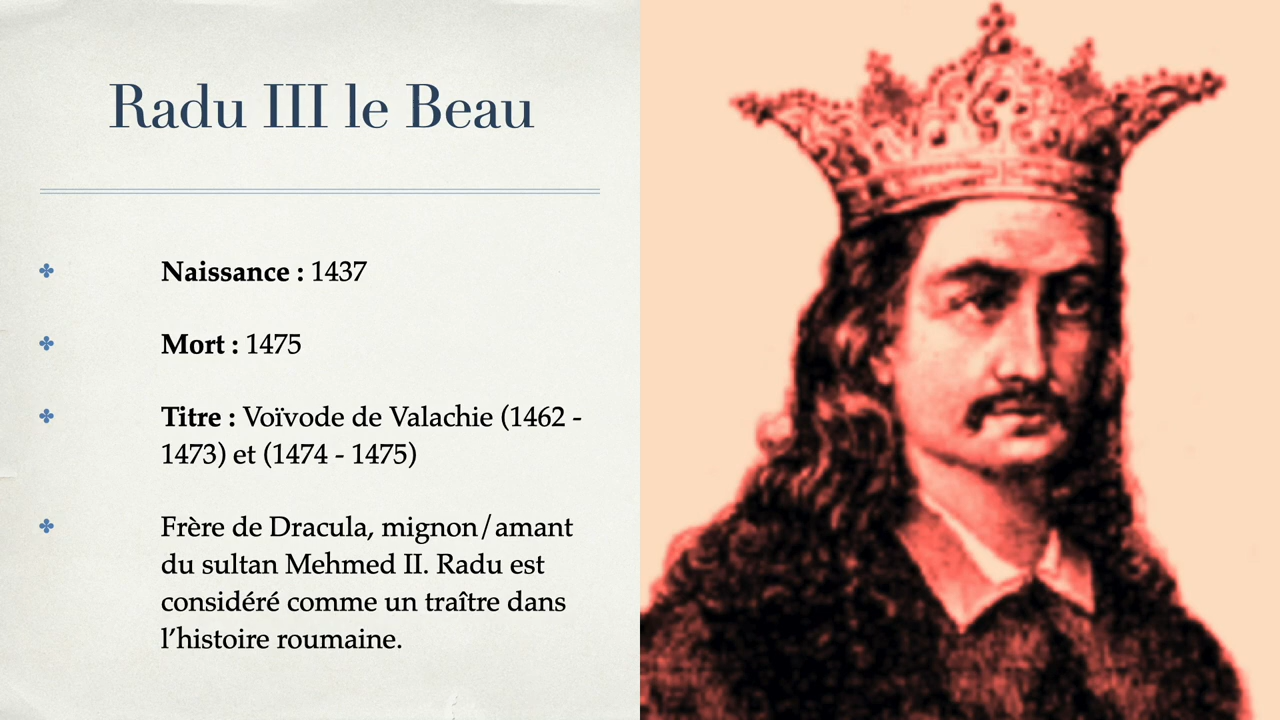 Radu III le Beau
Naissance : 1437
Mort : 1475
Titre : Voïvode de Valachie (1462 -
1473) et (1474 - 1475)
Frère de Dracula, mignon/amant
du sultan Mehmed II. Radu est
considéré comme un traître dans
l’histoire roumaine.